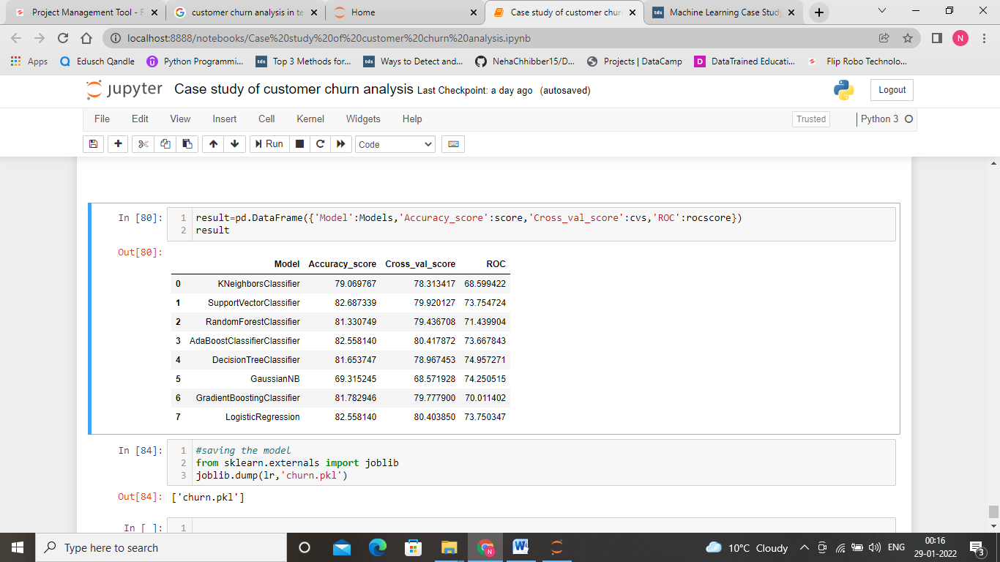 Project Management Tool - F
customer churn analysis in te
Home
Case study of customer churn
Machine Learning Case Study
localhost:8888/notebooks/Case%20study%20of%20customer%20churn%20analysis.ipynb
N
Apps
Edusch Qandle
Python Programmi...
tds Top 3 Methods for...
tds Ways to Detect and...
NehaChhibber15/D...
Projects | DataCamp
D DataTrained Educati...
Flip Robo Technolo...
jupyter Case study of customer churn analysis Last Checkpoint: a day ago (autosaved)
Logout
File Edit View Insert Cell Kernel Widgets Help
Trusted Python 3
Run Code
In [80]: 1 result=pd.DataFrame({'Model':Models,'Accuracy_score':score,'Cross_val_score':cvs,'ROC':rocscore})
2 result
Out[80]:
Model Accuracy_score Cross_val_score ROC
0 KNeighborsClassifier 79.069767 78.313417 68.599422
1 SupportVectorClassifier 82.687339 79.920127 73.754724
2 RandomForestClassifier 81.330749 79.436708 71.439904
3 AdaBoostClassifierClassifier 82.558140 80.417872 73.667843
4 DecisionTreeClassifier 81.653747 78.967453 74.957271
5 GaussianNB 69.315245 68.571928 74.250515
6 GradientBoostingClassifier 81.782946 79.777900 70.011402
7 LogisticRegression 82.558140 80.403850 73.750347
In [84]: 1 #saving the model
2 from sklearn.externals import joblib
3 joblib.dump(lr,'churn.pkl')
Out[84]: ['churn.pkl']
In [ ]: 1
Type here to search
10°C Cloudy
ENG
00:16
29-01-2022
3